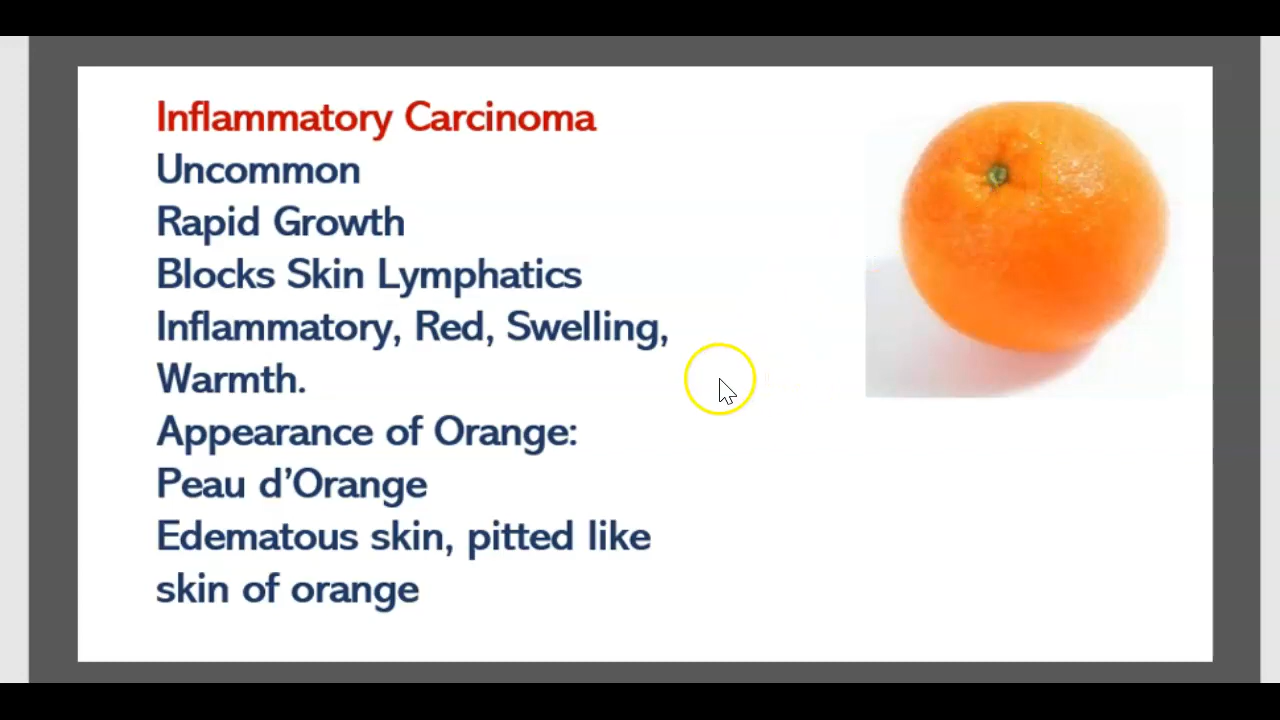 Inflammatory Carcinoma
Uncommon
Rapid Growth
Blocks Skin Lymphatics
Inflammatory, Red, Swelling,
Warmth.
Appearance of Orange:
Peau d’Orange
Edematous skin, pitted like
skin of orange